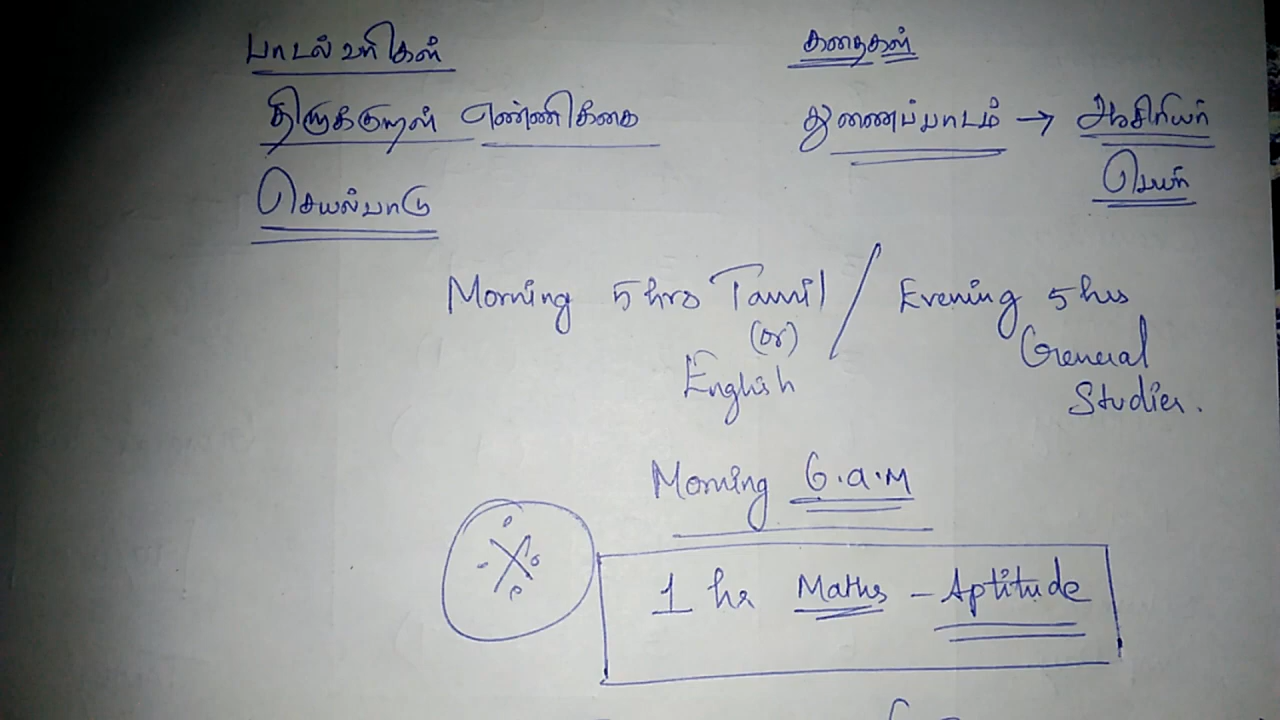 பாடல் வரிகள்
கதைகள்
திருக்குறள் எண்ணிக்கை
துணைப்பாடம் → ஆசிரியர்
பெயர்
செயல்பாடு
Morning 5 hrs Tamil / Evening 5 hrs
(or)
General
English
Studies.
Morning 6.a.m
1 hr Maths - Aptitude